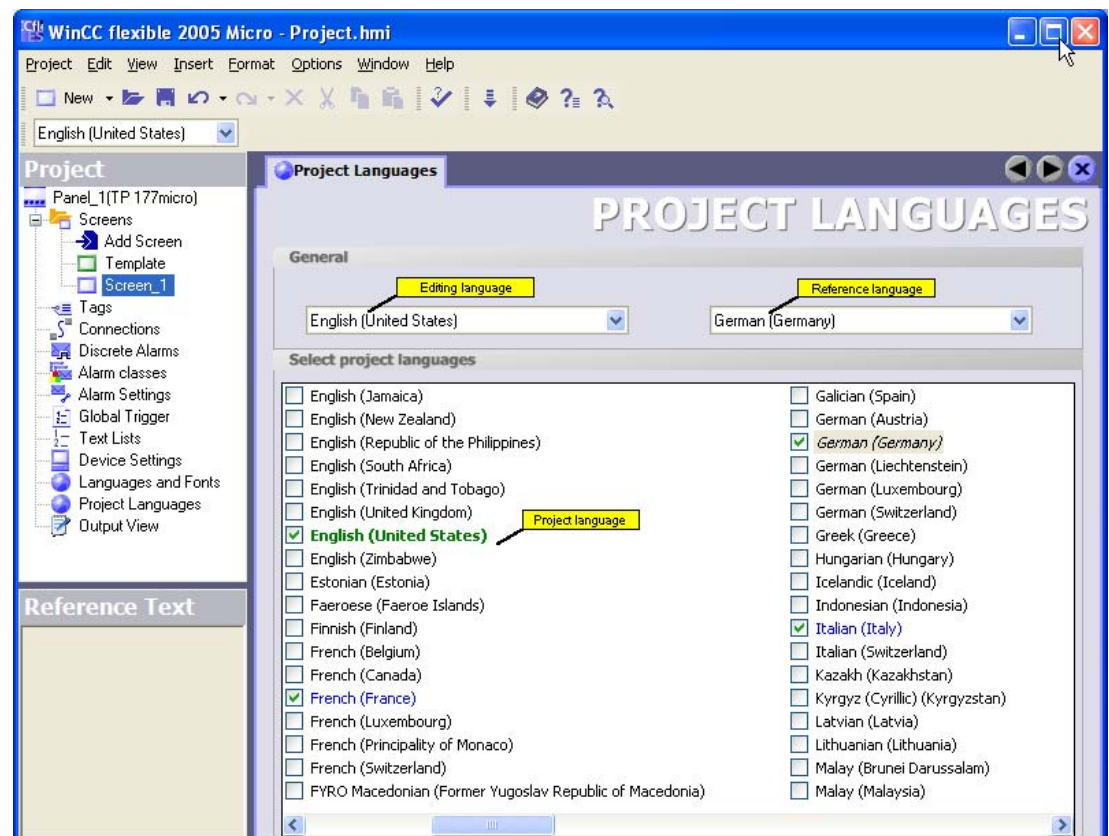 WinCC flexible 2005 Micro - Project.hmi
Project Edit View Insert Format Options Window Help
New
English (United States)
Project
Panel_1(TP 177micro)
Screens
Add Screen
Template
Screen_1
Tags
Connections
Discrete Alarms
Alarm classes
Alarm Settings
Global Trigger
Text Lists
Device Settings
Languages and Fonts
Project Languages
Output View
Reference Text
Project Languages
PROJECT LANGUAGES
General
Editing language
Reference language
English (United States)
German (Germany)
Select project languages
English (Jamaica)
English (New Zealand)
English (Republic of the Philippines)
English (South Africa)
English (Trinidad and Tobago)
English (United Kingdom)
Project language
English (United States)
English (Zimbabwe)
Estonian (Estonia)
Faeroese (Faeroe Islands)
Finnish (Finland)
French (Belgium)
French (Canada)
French (France)
French (Luxembourg)
French (Principality of Monaco)
French (Switzerland)
FYRO Macedonian (Former Yugoslav Republic of Macedonia)
Galician (Spain)
German (Austria)
German (Germany)
German (Liechtenstein)
German (Luxembourg)
German (Switzerland)
Greek (Greece)
Hungarian (Hungary)
Icelandic (Iceland)
Indonesian (Indonesia)
Italian (Italy)
Italian (Switzerland)
Kazakh (Kazakhstan)
Kyrgyz (Cyrillic) (Kyrgyzstan)
Latvian (Latvia)
Lithuanian (Lithuania)
Malay (Brunei Darussalam)
Malay (Malaysia)